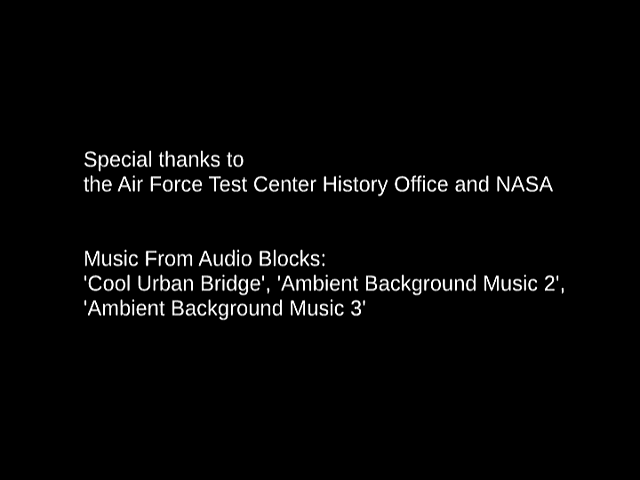 Special thanks to
the Air Force Test Center History Office and NASA
Music From Audio Blocks:
'Cool Urban Bridge', 'Ambient Background Music 2',
'Ambient Background Music 3'